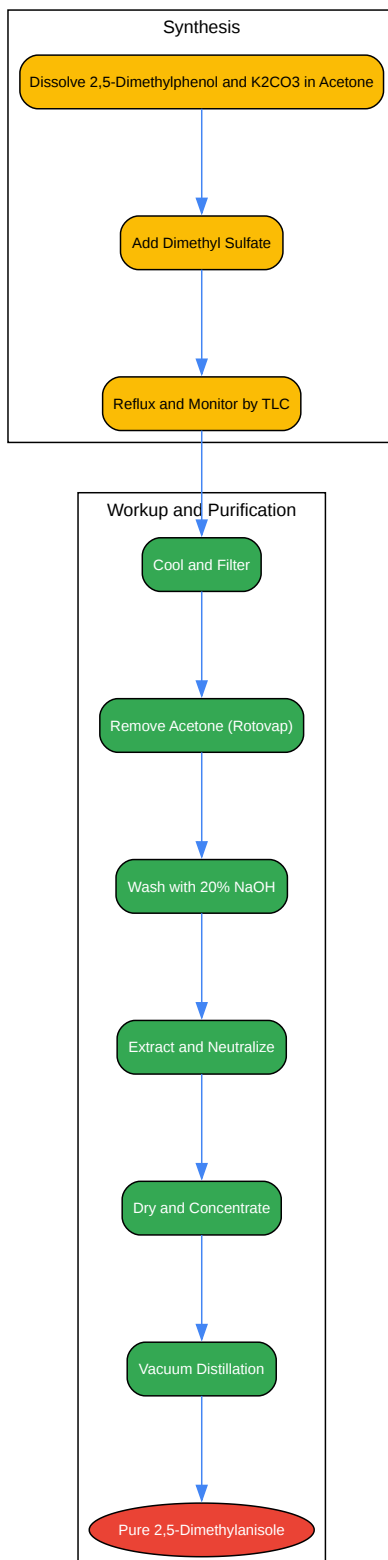 Synthesis
Dissolve 2,5-Dimethylphenol and K2CO3 in Acetone
Add Dimethyl Sulfate
Reflux and Monitor by TLC
Workup and Purification
Cool and Filter
Remove Acetone (Rotovap)
Wash with 20% NaOH
Extract and Neutralize
Dry and Concentrate
Vacuum Distillation
Pure 2,5-Dimethylanisole